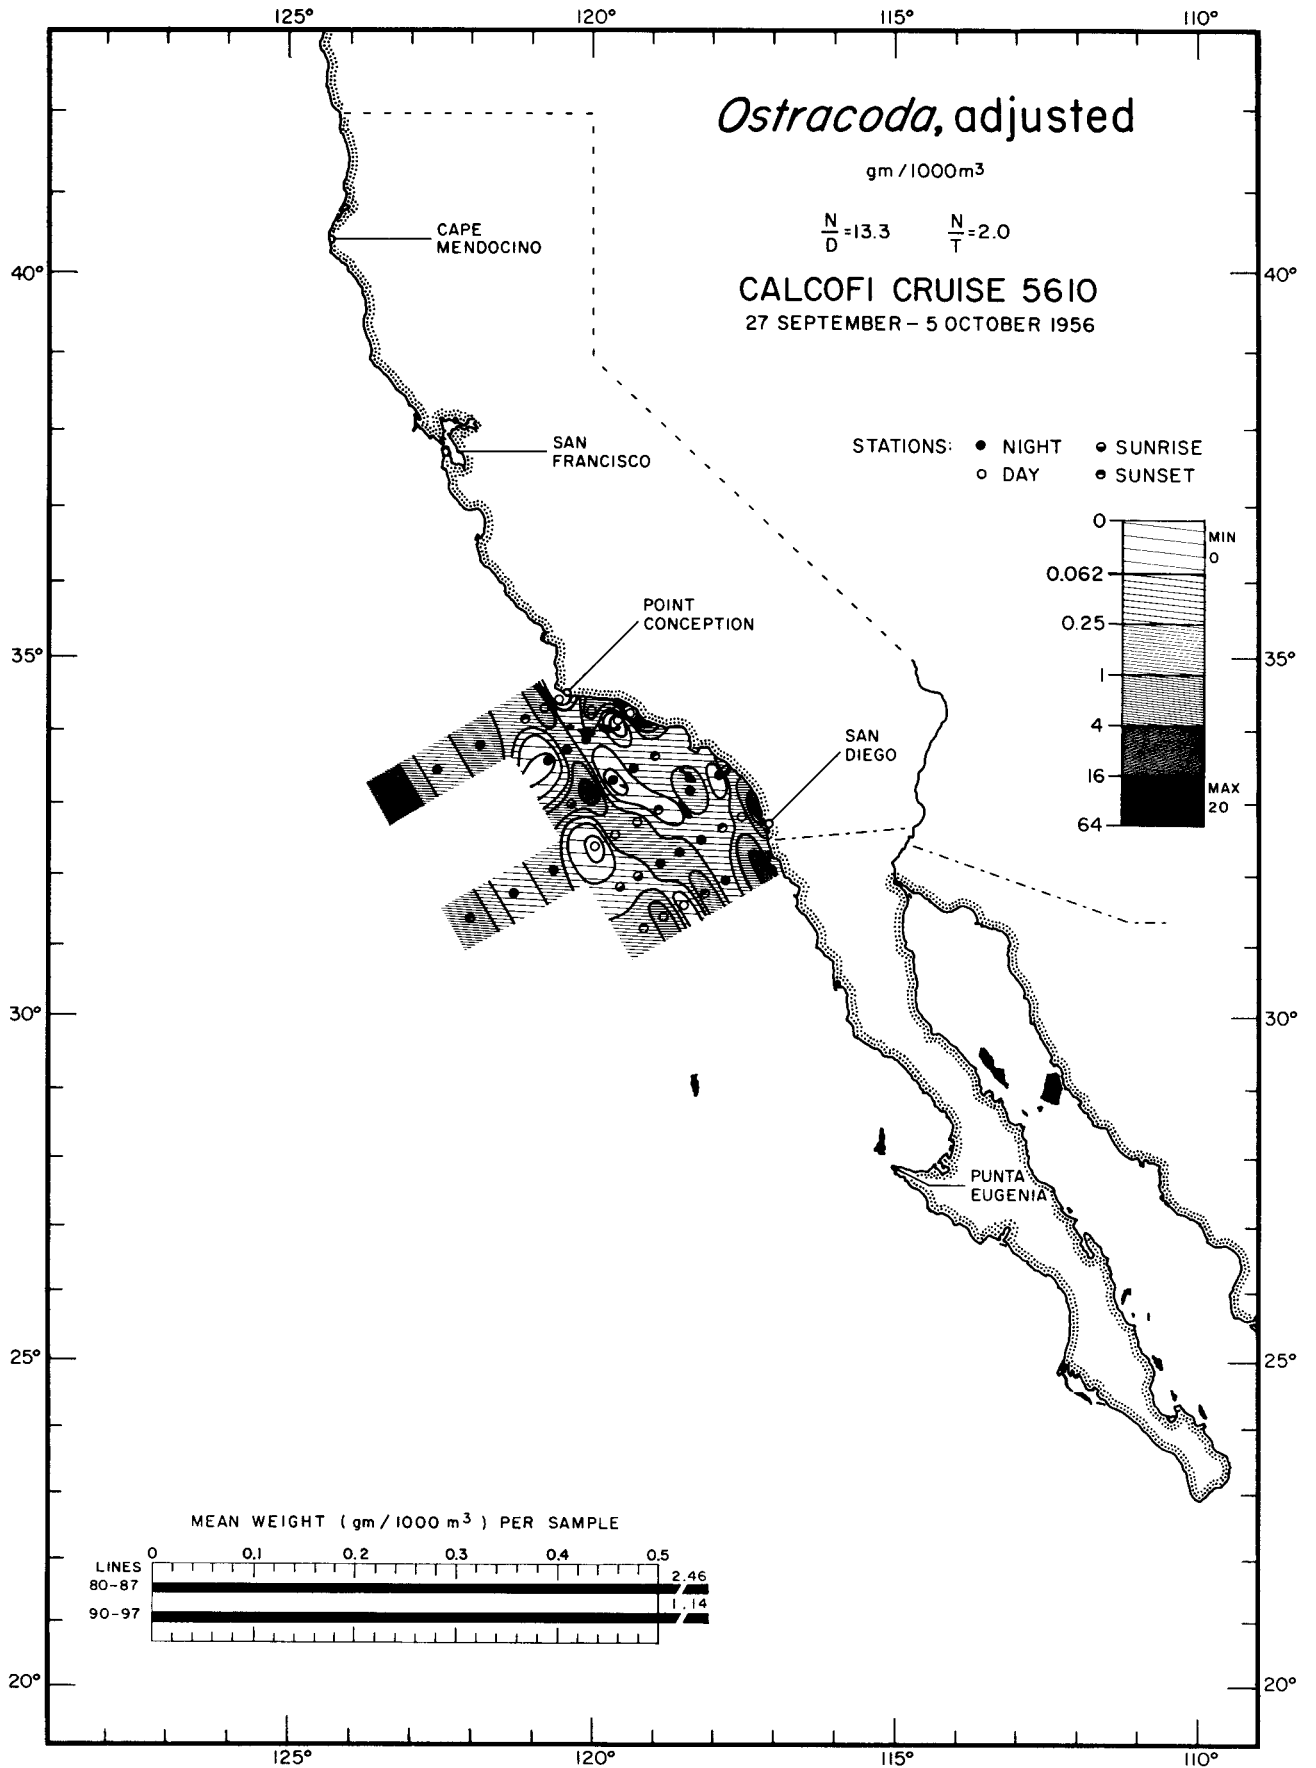 125° 120° 115° 110°
Ostracoda, adjusted
gm/1000m³
N/D=13.3 N/T=2.0
CALCOFI CRUISE 5610
27 SEPTEMBER – 5 OCTOBER 1956
CAPE
MENDOCINO
40° 40°
SAN
FRANCISCO
STATIONS: ● NIGHT SUNRISE
○ DAY SUNSET
0
MIN
0
0.062
0.25
1
4
16
MAX
20
64
POINT
CONCEPTION
35° 35°
SAN
DIEGO
30° 30°
PUNTA
EUGENIA
25° 25°
MEAN WEIGHT (gm/1000 m³) PER SAMPLE
0 0.1 0.2 0.3 0.4 0.5
LINES
80-87 2.46
90-97 1.14
20° 20°
125° 120° 115° 110°